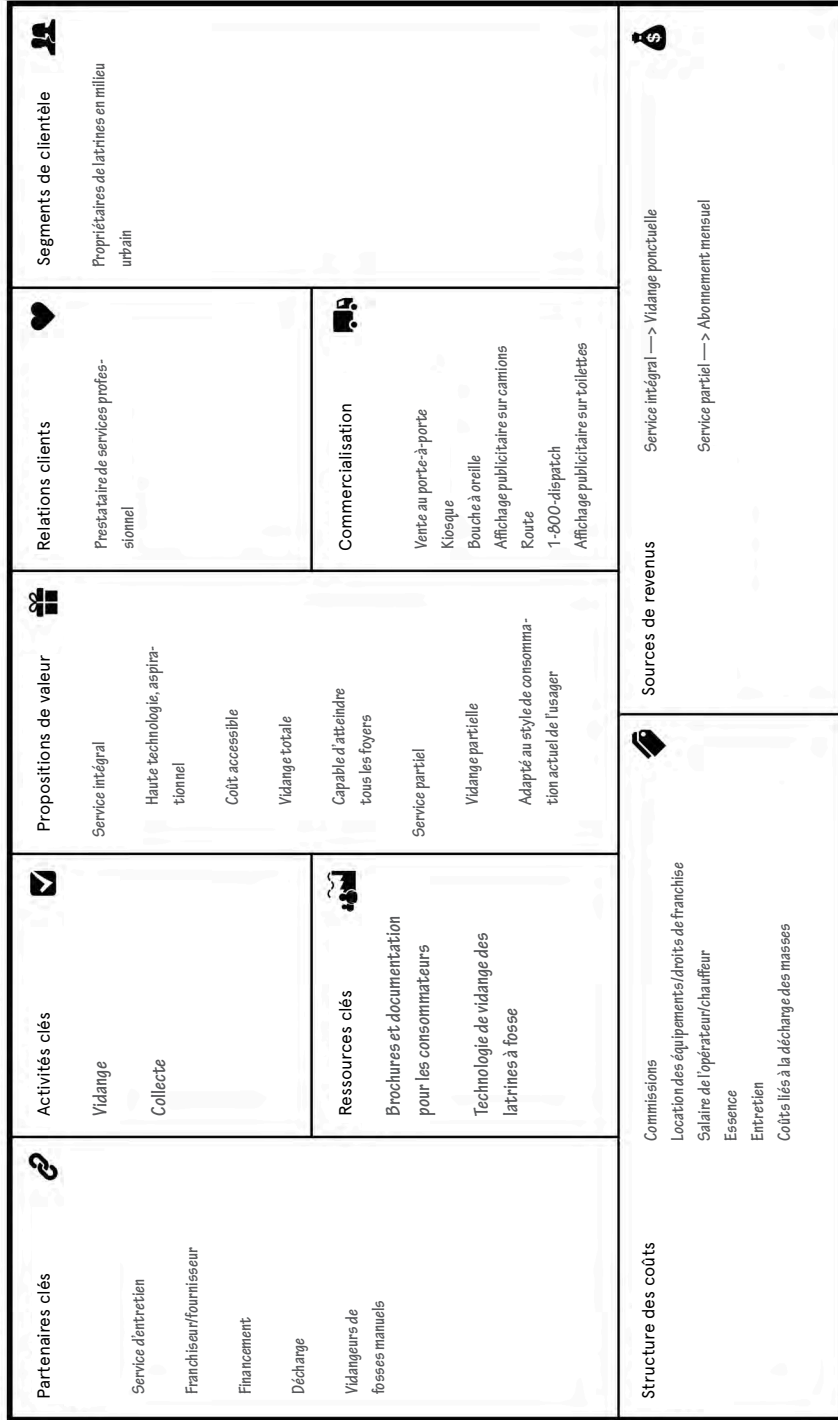 Partenaires clés
Service d'entretien
Franchiseur/fournisseur
Financement
Décharge
Vidangeurs de
fosses manuels
Activités clés
Vidange
Collecte
Ressources clés
Brochures et documentation
pour les consommateurs
Technologie de vidange des
latrines à fosse
Propositions de valeur
Service intégral
Haute technologie, aspira-
tionnel
Coût accessible
Vidange totale
Capable d'atteindre
tous les foyers
Service partiel
Vidange partielle
Adapté au style de consomma-
tion actuel de l'usager
Relations clients
Prestataire de services profes-
sionnel
Commercialisation
Vente au porte-à-porte
Kiosque
Bouche à oreille
Affichage publicitaire sur camions
Route
1-800-dispatch
Affichage publicitaire sur toilettes
Segments de clientèle
Propriétaires de latrines en milieu
urbain
Structure des coûts
Commissions
Location des équipements/droits de franchise
Salaire de l'opérateur/chauffeur
Essence
Entretien
Coûts liés à la décharge des masses
Sources de revenus
Service intégral —-> Vidange ponctuelle
Service partiel —-> Abonnement mensuel
$